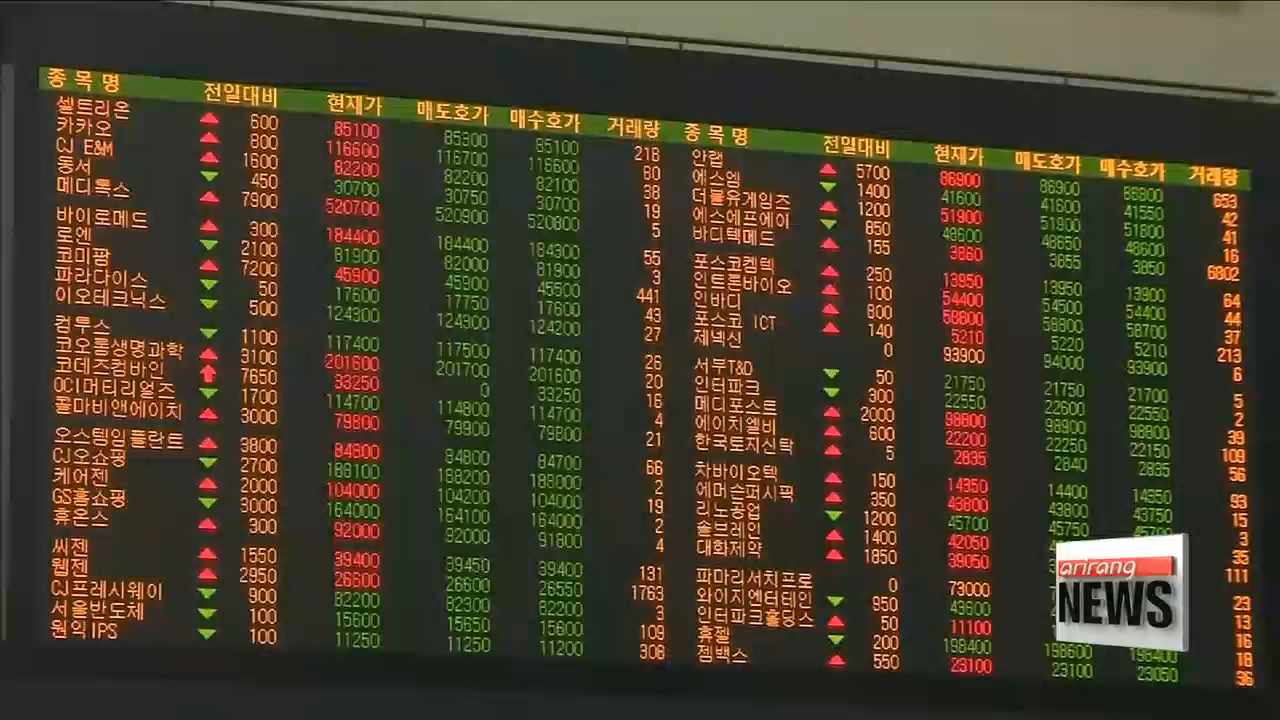 종목명 전일대비 현재가 매도호가 매수호가 거래량
셀트리온 ▲ 600 85100 85300 85100 218
카카오 ▲ 800 116600 116700 116600 80
CJ E&M ▲ 1600 82200 82200 82100 38
동서 ▼ 450 30700 30750 30700 19
메디톡스 ▲ 7900 520700 520900 520800 5
바이로메드 ▲ 300 184400 184400 184300 55
로엔 ▼ 2100 81900 82000 81900 3
코미팜 ▲ 7200 45900 45900 45600 441
파라다이스 ▼ 50 17600 17750 17600 43
이오테크닉스 ▼ 500 124300 124300 124200 27
컴투스 ▼ 1100 117400 117500 117400 26
코오롱생명과학 ▲ 3100 201600 201700 201600 20
코데즈컴바인 ⬆ 7650 33250 0 33250 16
OCI머티리얼즈 ▼ 1700 114700 114800 114700 4
콜마비앤에이치 ▲ 3000 79800 79900 79800 21
오스템임플란트 ▲ 3800 84800 84800 84700 66
CJ오쇼핑 ▼ 2700 188100 188200 188000 2
케어젠 ▲ 2000 104000 104200 104000 19
GS홈쇼핑 ▼ 3000 164000 164100 164000 2
휴온스 ▲ 300 92000 92000 91800 4
씨젠 ▲ 1550 39400 39450 39400 131
웹젠 ▲ 2950 26600 26600 26550 1763
CJ프레시웨이 ▼ 900 82200 82300 82200 3
서울반도체 ▼ 100 15600 15650 15600 109
원익IPS ▼ 100 11250 11250 11200 308
종목명 전일대비 현재가 매도호가 매수호가 거래량
안랩 ▲ 5700 86900 86900 86800 653
에스엠 ▼ 1400 41600 41600 41550 42
더블유게임즈 ▲ 1200 51900 51900 51800 41
에스에프에이 ▼ 850 48600 48650 48600 16
바디텍메드 ▲ 155 3860 3855 3850 6802
포스코켐텍 ▲ 250 13950 13950 13900 64
인트론바이오 ▲ 100 54400 54500 54400 44
인바디 ▲ 800 58800 58800 58700 37
포스코 ICT ▲ 140 5210 5220 5210 213
제넥신 0 93900 94000 93900 6
서부T&D ▼ 50 21750 21750 21700 5
인터파크 ▼ 300 22550 22600 22550 2
메디포스트 ▲ 2000 98800 98900 98800 39
에이치엘비 ▲ 600 22200 22250 22150 109
한국토지신탁 ▲ 5 2835 2840 2835 56
차바이오텍 ▲ 150 14350 14400 14350 93
에머슨퍼시픽 ▲ 350 43800 43800 43750 15
리노공업 ▼ 1200 45700 45750 3
솔브레인 ▲ 1400 42050 35
대화제약 ▲ 1850 39050 111
파마리서치프로 0 73000 23
와이지엔터테인 ▼ 950 43600 13
인터파크홀딩스 ▲ 50 11100 16
휴젤 ▼ 200 198400 198600 198400 18
젬백스 ▲ 550 23100 23100 23050 36
arirang
NEWS